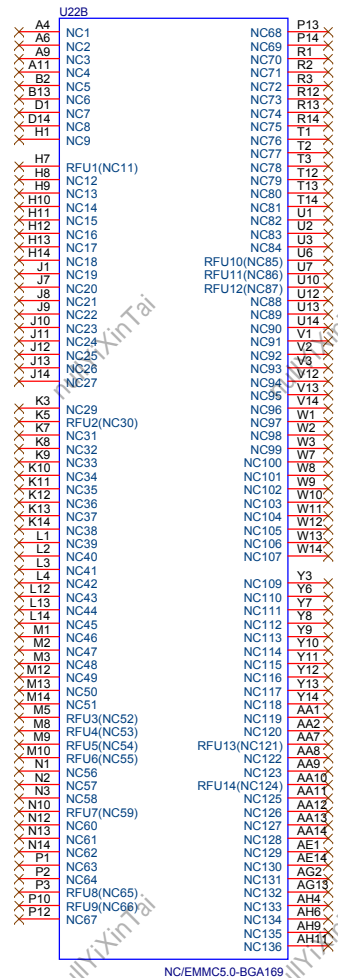 U22B
A4 NC1
A6 NC2
A9 NC3
A11 NC4
B2 NC5
B13 NC6
D1 NC7
D14 NC8
H1 NC9
H7 RFU1(NC11)
H8 NC12
H9 NC13
H10 NC14
H11 NC15
H12 NC16
H13 NC17
H14 NC18
J1 NC19
J7 NC20
J8 NC21
J9 NC22
J10 NC23
J11 NC24
J12 NC25
J13 NC26
J14 NC27
K3 NC29
K5 RFU2(NC30)
K7 NC31
K8 NC32
K9 NC33
K10 NC34
K11 NC35
K12 NC36
K13 NC37
K14 NC38
L1 NC39
L2 NC40
L3 NC41
L4 NC42
L12 NC43
L13 NC44
L14 NC45
M1 NC46
M2 NC47
M3 NC48
M12 NC49
M13 NC50
M14 NC51
M5 RFU3(NC52)
M8 RFU4(NC53)
M9 RFU5(NC54)
M10 RFU6(NC55)
N1 NC56
N2 NC57
N3 NC58
N10 RFU7(NC59)
N12 NC60
N13 NC61
N14 NC62
P1 NC63
P2 NC64
P3 RFU8(NC65)
P10 RFU9(NC66)
P12 NC67
NC68 P13
NC69 P14
NC70 R1
NC71 R2
NC72 R3
NC73 R12
NC74 R13
NC75 R14
NC76 T1
NC77 T2
NC78 T3
NC79 T12
NC80 T13
NC81 T14
NC82 U1
NC83 U2
NC84 U3
RFU10(NC85) U6
RFU11(NC86) U7
RFU12(NC87) U10
NC88 U12
NC89 U13
NC90 U14
NC91 V1
NC92 V2
NC93 V3
NC94 V12
NC95 V13
NC96 V14
NC97 W1
NC98 W2
NC99 W3
NC100 W7
NC101 W8
NC102 W9
NC103 W10
NC104 W11
NC105 W12
NC106 W13
NC107 W14
NC109 Y3
NC110 Y6
NC111 Y7
NC112 Y8
NC113 Y9
NC114 Y10
NC115 Y11
NC116 Y12
NC117 Y13
NC118 Y14
NC119 AA1
NC120 AA2
RFU13(NC121) AA7
NC122 AA8
NC123 AA9
RFU14(NC124) AA10
NC125 AA11
NC126 AA12
NC127 AA13
NC128 AA14
NC129 AE1
NC130 AE14
NC131 AG2
NC132 AG13
NC133 AH4
NC134 AH6
NC135 AH9
NC136 AH11
NC/EMMC5.0-BGA169
nullYiXinTai